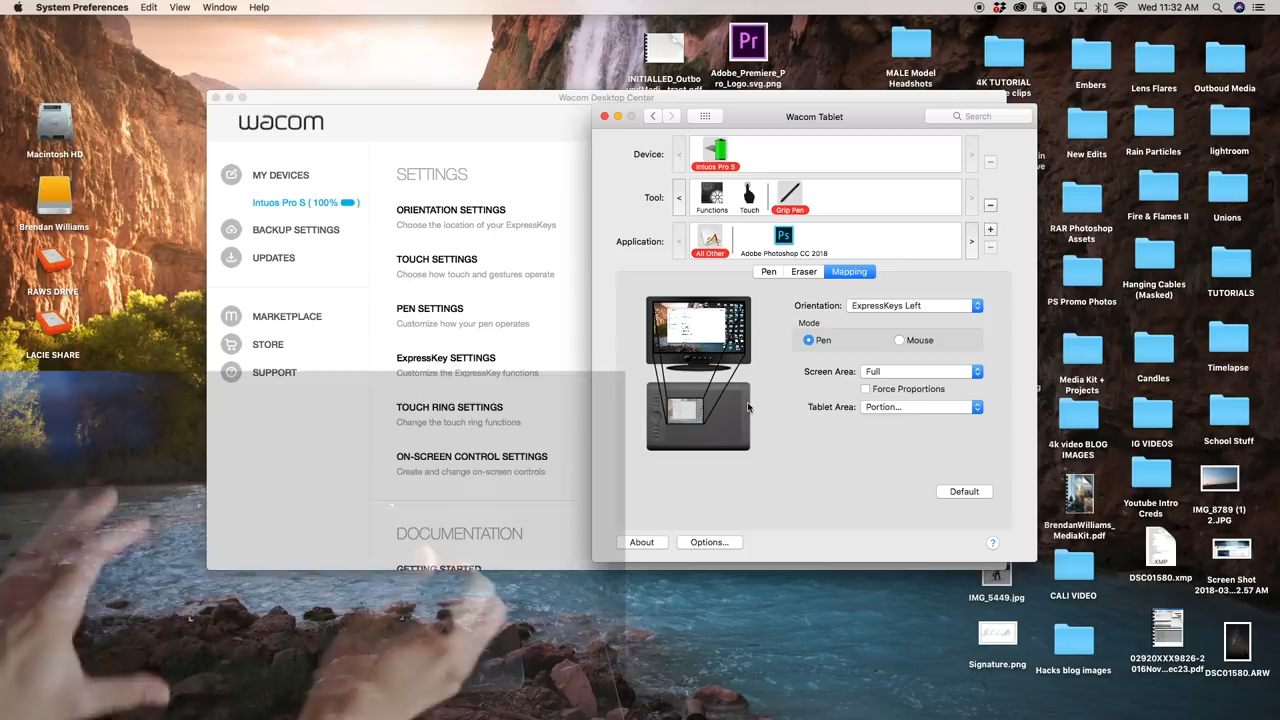 System Preferences Edit View Window Help
Wed 11:32 AM
Macintosh HD
Brendan Williams
RAWS DRIVE
LACIE SHARE
Wacom Desktop Center
wacom
MY DEVICES
Intuos Pro S ( 100% )
BACKUP SETTINGS
UPDATES
MARKETPLACE
STORE
SUPPORT
SETTINGS
ORIENTATION SETTINGS
Choose the location of your ExpressKeys
TOUCH SETTINGS
Choose how touch and gestures operate
PEN SETTINGS
Customize how your pen operates
ExpressKey SETTINGS
Customize the ExpressKey functions
TOUCH RING SETTINGS
Change the touch ring functions
ON-SCREEN CONTROL SETTINGS
Create and change on-screen controls
DOCUMENTATION
GETTING STARTED
Wacom Tablet
Search
Device:
Intuos Pro S
Tool:
Functions Touch Grip Pen
Application:
Ps
All Other Adobe Photoshop CC 2018
Pen Eraser Mapping
Orientation: ExpressKeys Left
Mode
Pen Mouse
Screen Area: Full
Force Proportions
Tablet Area: Portion...
Default
About Options... ?
INITIALLED_Outbo
Pr
Adobe_Premiere_P
ro_Logo.svg.png
MALE Model
Headshots
4K TUTORIAL
clips
Embers
Lens Flares
Outboud Media
New Edits
Rain Particles
lightroom
RAR Photoshop
Assets
Fire & Flames II
Unions
PS Promo Photos
Hanging Cables
(Masked)
TUTORIALS
Media Kit +
Projects
Candles
Timelapse
4k video BLOG
IMAGES
IG VIDEOS
School Stuff
BrendanWilliams_
MediaKit.pdf
Youtube Intro
Creds
IMG_8789 (1)
2.JPG
.XMP
DSC01580.xmp
Screen Shot
2018-03...2.57 AM
IMG_5449.jpg
CALI VIDEO
Signature.png
Hacks blog images
02920XXX9826-2
016Nov...ec23.pdf
DSC01580.ARW